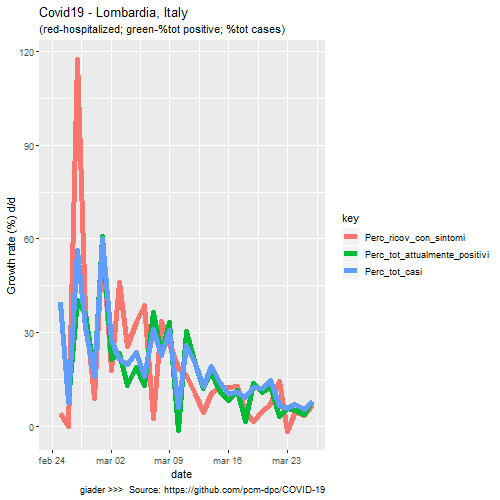 Covid19 - Lombardia, Italy
(red-hospitalized; green-%tot positive; %tot cases)
120
90
60
30
0
Growth rate (%) d/d
feb 24 mar 02 mar 09 mar 16 mar 23
date
key
Perc_ricov_con_sintomi
Perc_tot_attualmente_positivi
Perc_tot_casi
giader >>> Source: https://github.com/pcm-dpc/COVID-19